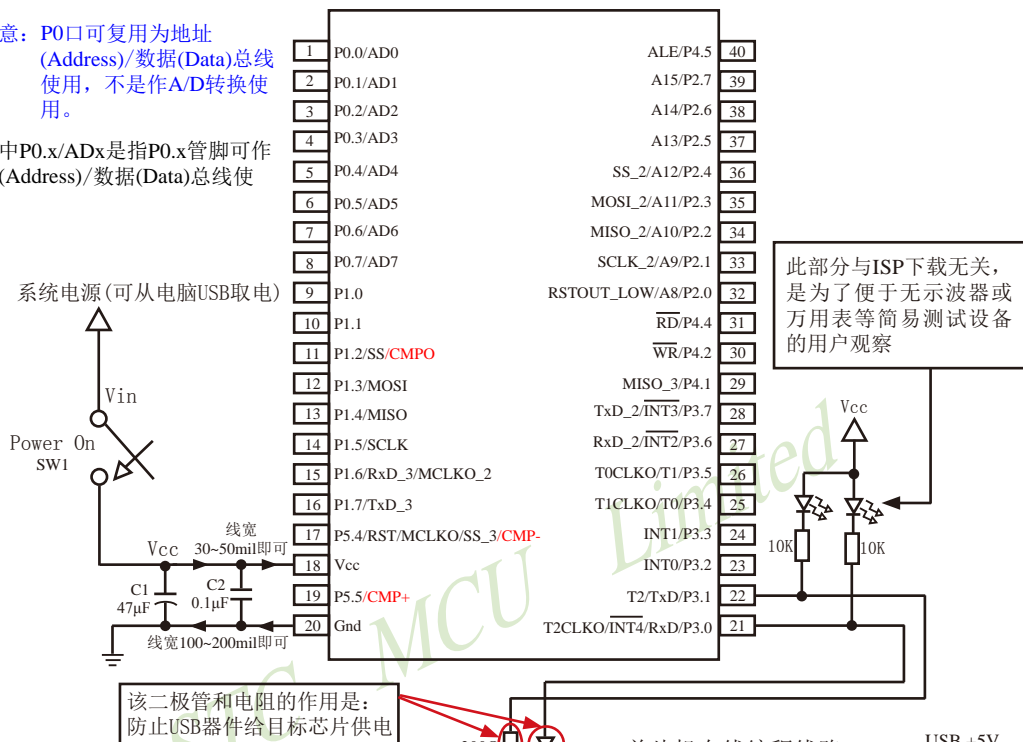 意：P0口可复用为地址
(Address)/数据(Data)总线
使用，不是作A/D转换使
用。
中P0.x/ADx是指P0.x管脚可作
(Address)/数据(Data)总线使
系统电源(可从电脑USB取电)
Vin
Power On
SW1
Vcc
线宽
30~50mil即可
C1
47μF
C2
0.1μF
线宽100~200mil即可
1 P0.0/AD0
2 P0.1/AD1
3 P0.2/AD2
4 P0.3/AD3
5 P0.4/AD4
6 P0.5/AD5
7 P0.6/AD6
8 P0.7/AD7
9 P1.0
10 P1.1
11 P1.2/SS/CMPO
12 P1.3/MOSI
13 P1.4/MISO
14 P1.5/SCLK
15 P1.6/RxD_3/MCLKO_2
16 P1.7/TxD_3
17 P5.4/RST/MCLKO/SS_3/CMP-
18 Vcc
19 P5.5/CMP+
20 Gnd
ALE/P4.5 40
A15/P2.7 39
A14/P2.6 38
A13/P2.5 37
SS_2/A12/P2.4 36
MOSI_2/A11/P2.3 35
MISO_2/A10/P2.2 34
SCLK_2/A9/P2.1 33
RSTOUT_LOW/A8/P2.0 32
RD/P4.4 31
WR/P4.2 30
MISO_3/P4.1 29
TxD_2/INT3/P3.7 28
RxD_2/INT2/P3.6 27
T0CLKO/T1/P3.5 26
T1CLKO/T0/P3.4 25
INT1/P3.3 24
INT0/P3.2 23
T2/TxD/P3.1 22
T2CLKO/INT4/RxD/P3.0 21
此部分与ISP下载无关，
是为了便于无示波器或
万用表等简易测试设备
的用户观察
Vcc
10K
10K
STC MCU Limited
该二极管和电阻的作用是：
防止USB器件给目标芯片供电
USB +5V